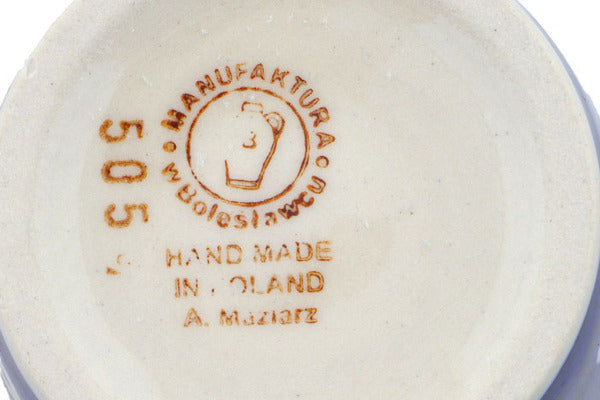 MANUFAKTURA
w Bolesławcu
3
505
HAND MADE
IN POLAND
A. Maziarz